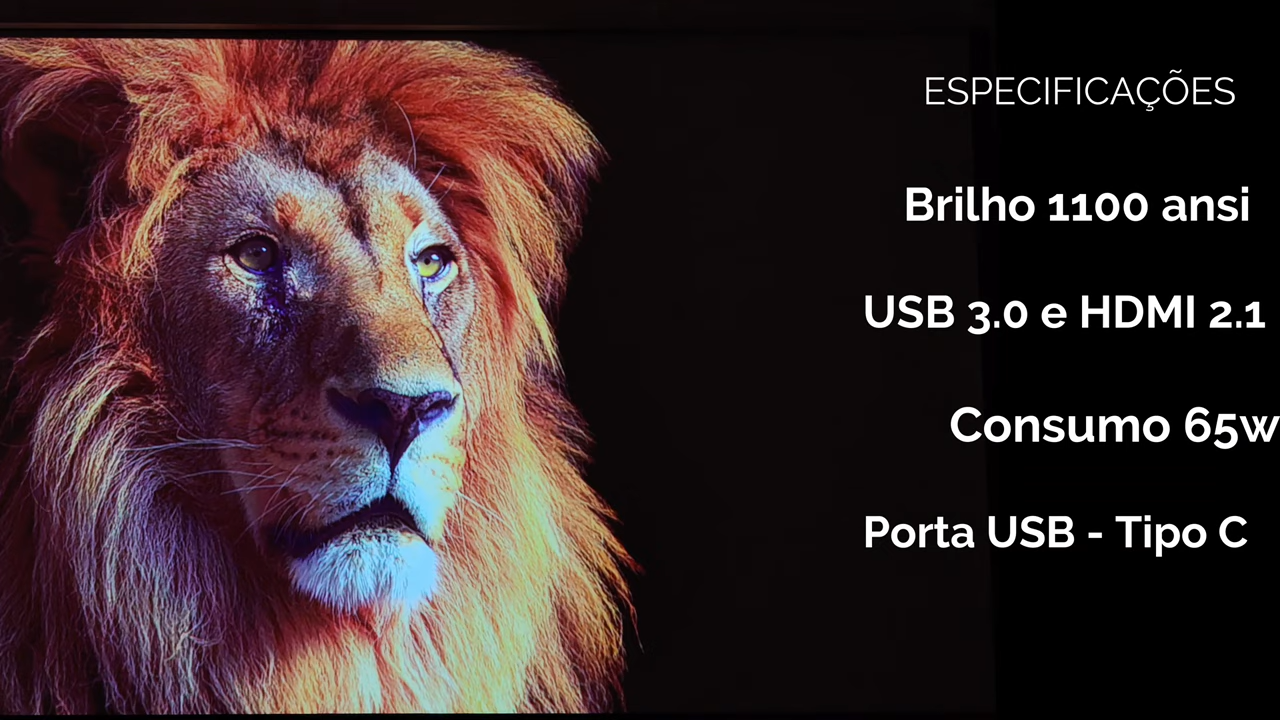 ESPECIFICAÇÕES
Brilho 1100 ansi
USB 3.0 e HDMI 2.1
Consumo 65w
Porta USB - Tipo C